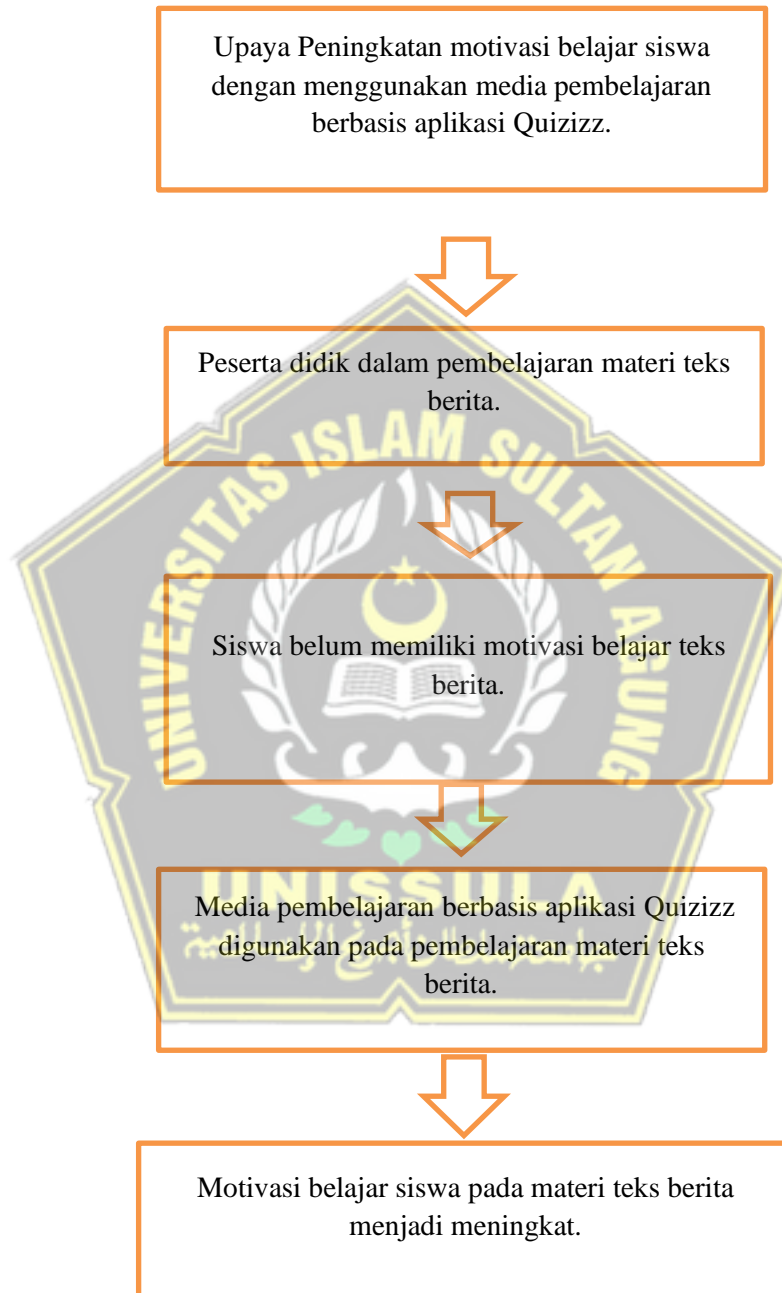 Upaya Peningkatan motivasi belajar siswa
dengan menggunakan media pembelajaran
berbasis aplikasi Quizizz.
Peserta didik dalam pembelajaran materi teks
berita.
UNIVERSITAS ISLAM SULTAN AGUNG
Siswa belum memiliki motivasi belajar teks
berita.
UNISSULA
Media pembelajaran berbasis aplikasi Quizizz
digunakan pada pembelajaran materi teks
berita.
Motivasi belajar siswa pada materi teks berita
menjadi meningkat.